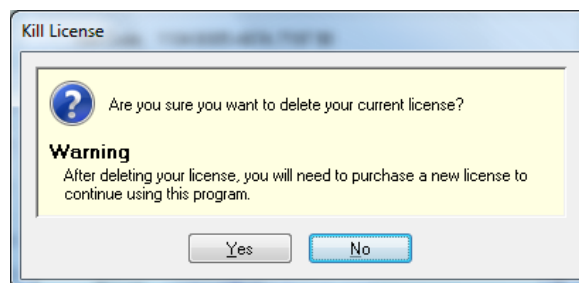 Kill License
Are you sure you want to delete your current license?
Warning
After deleting your license, you will need to purchase a new license to
continue using this program.
Yes
No